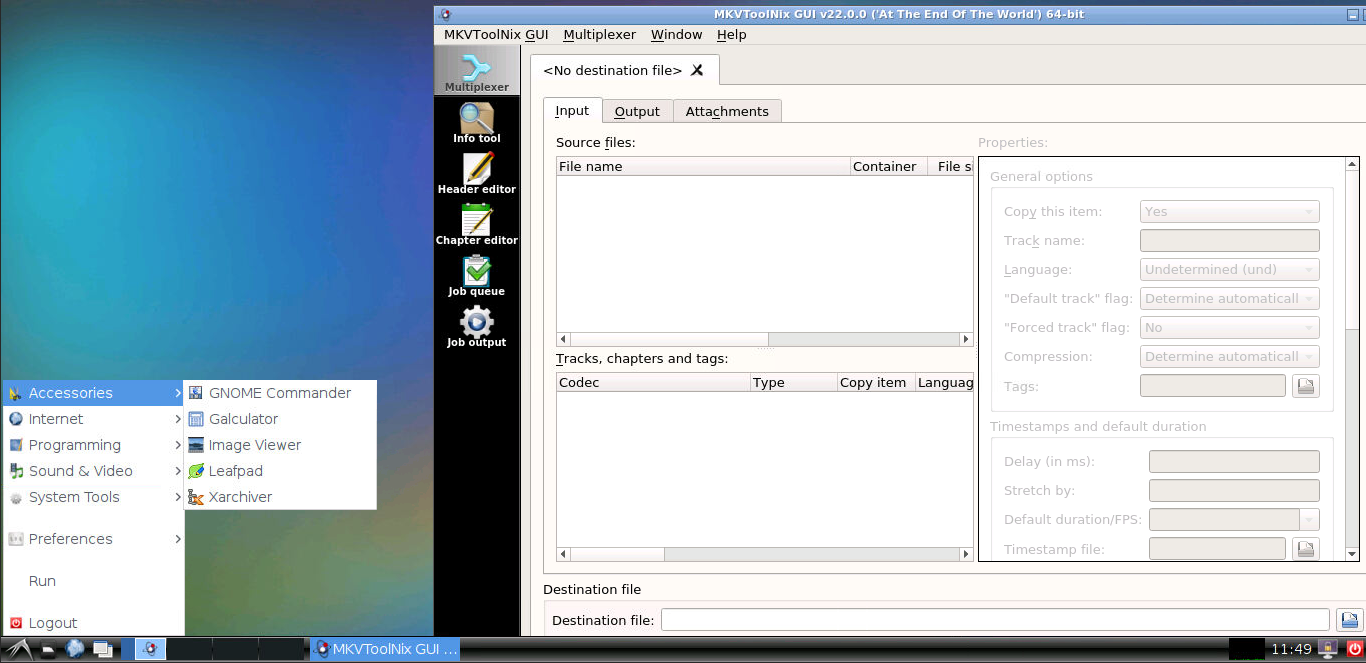 MKVToolNix GUI v22.0.0 ('At The End Of The World') 64-bit
MKVToolNix GUI Multiplexer Window Help
Multiplexer
Info tool
Header editor
Chapter editor
Job queue
Job output
<No destination file>
Input Output Attachments
Source files:
File name Container File si
Tracks, chapters and tags:
Codec Type Copy item Languag
Properties:
General options
Copy this item: Yes
Track name:
Language: Undetermined (und)
"Default track" flag: Determine automaticall
"Forced track" flag: No
Compression: Determine automaticall
Tags:
Timestamps and default duration
Delay (in ms):
Stretch by:
Default duration/FPS:
Timestamp file:
Destination file
Destination file:
Accessories
Internet
Programming
Sound & Video
System Tools
Preferences
Run
Logout
GNOME Commander
Galculator
Image Viewer
Leafpad
Xarchiver
MKVToolNix GUI ...
11:49